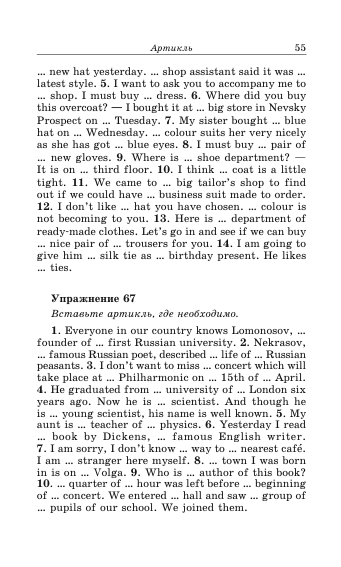 Артикль 55
... new hat yesterday. ... shop assistant said it was ...
latest style. 5. I want to ask you to accompany me to
... shop. I must buy ... dress. 6. Where did you buy
this overcoat? — I bought it at ... big store in Nevsky
Prospect on ... Tuesday. 7. My sister bought ... blue
hat on ... Wednesday. ... colour suits her very nicely
as she has got ... blue eyes. 8. I must buy ... pair of
... new gloves. 9. Where is ... shoe department? —
It is on ... third floor. 10. I think ... coat is a little
tight. 11. We came to ... big tailor's shop to find
out if we could have ... business suit made to order.
12. I don't like ... hat you have chosen. ... colour is
not becoming to you. 13. Here is ... department of
ready-made clothes. Let's go in and see if we can buy
... nice pair of ... trousers for you. 14. I am going to
give him ... silk tie as ... birthday present. He likes
... ties.
Упражнение 67
Вставьте артикль, где необходимо.
1. Everyone in our country knows Lomonosov, ...
founder of ... first Russian university. 2. Nekrasov,
... famous Russian poet, described ... life of ... Russian
peasants. 3. I don't want to miss ... concert which will
take place at ... Philharmonic on ... 15th of ... April.
4. He graduated from ... university of ... London six
years ago. Now he is ... scientist. And though he
is ... young scientist, his name is well known. 5. My
aunt is ... teacher of ... physics. 6. Yesterday I read
... book by Dickens, ... famous English writer.
7. I am sorry, I don't know ... way to ... nearest café.
I am ... stranger here myself. 8. ... town I was born
in is on ... Volga. 9. Who is ... author of this book?
10. ... quarter of ... hour was left before ... beginning
of ... concert. We entered ... hall and saw ... group of
... pupils of our school. We joined them.